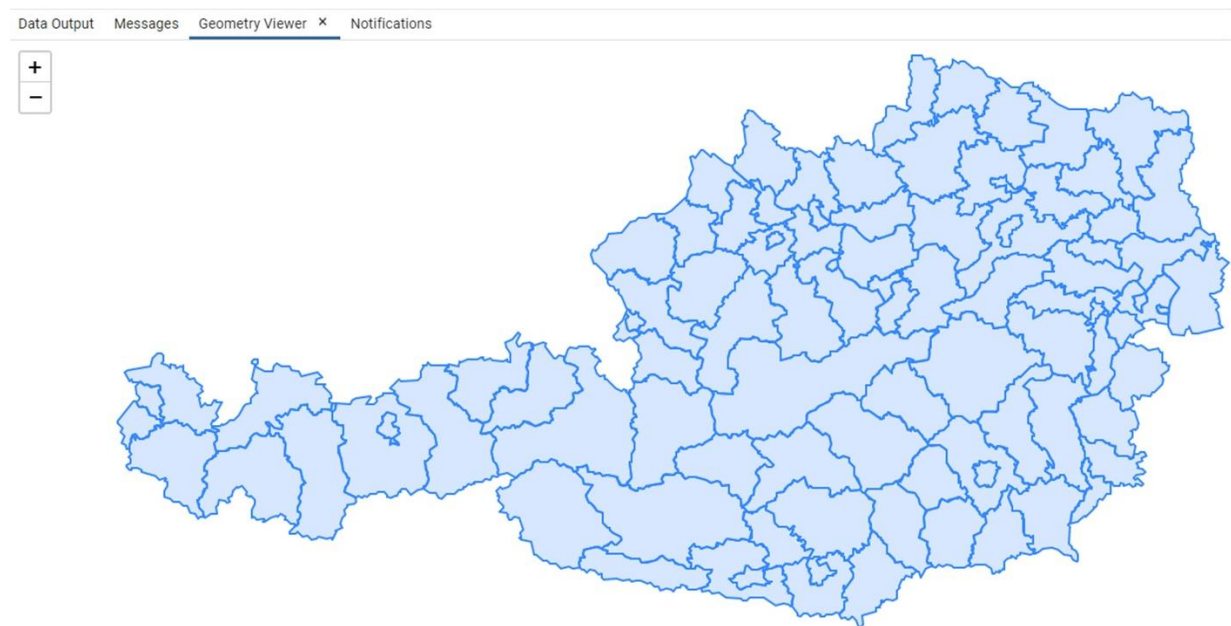 Data Output Messages Geometry Viewer × Notifications
+
−